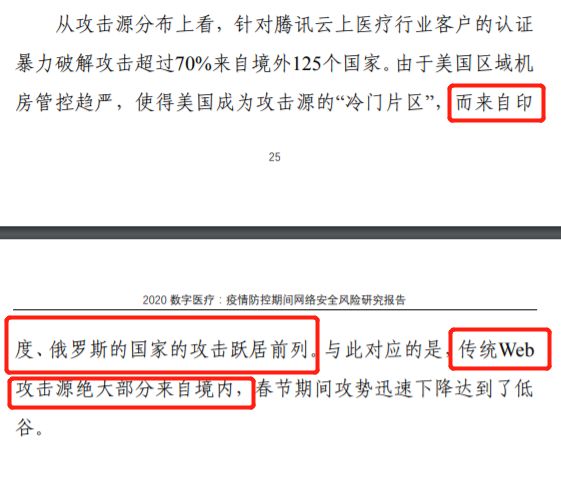 从攻击源分布上看，针对腾讯云上医疗行业客户的认证
暴力破解攻击超过70%来自境外125个国家。由于美国区域机
房管控趋严，使得美国成为攻击源的“冷门片区”，而来自印
25
2020 数字医疗：疫情防控期间网络安全风险研究报告
度、俄罗斯的国家的攻击跃居前列。与此对应的是，传统Web
攻击源绝大部分来自境内，春节期间攻势迅速下降达到了低
谷。